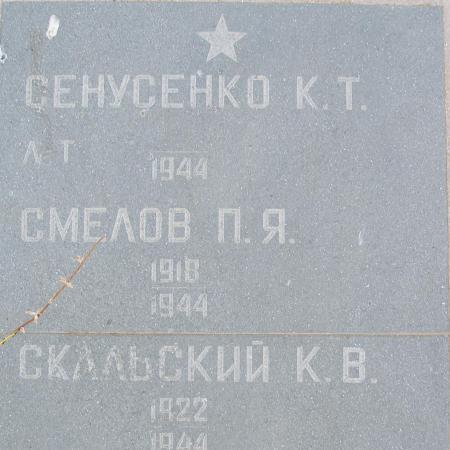 СЕНУСЕНКО К.Т.
Л-Т
1944
СМЕЛОВ П.Я.
1918
1944
СКАЛЬСКИЙ К.В.
1922
1944